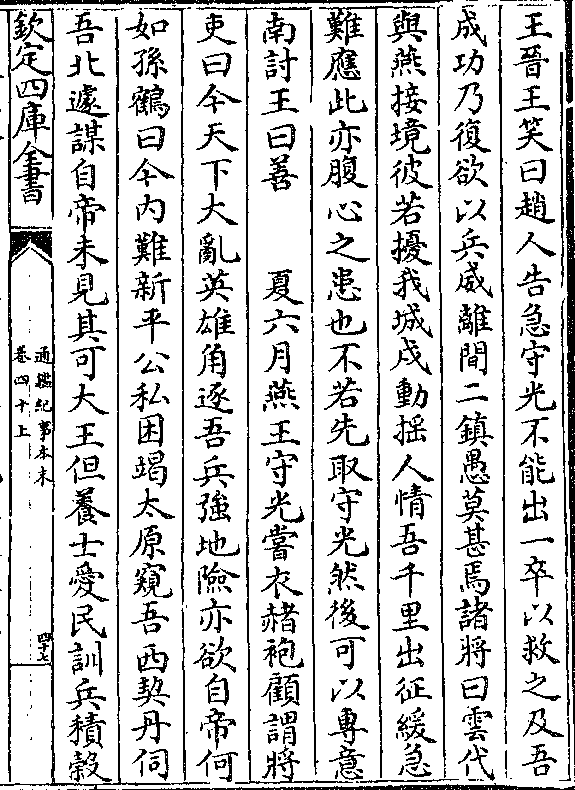 王晉王笑曰趙人告急守光不能出一卒以救之及吾
成功乃復欲以兵威離間二鎮愚莫甚焉諸將曰雲代
與燕接境彼若擾我城戍動揺人情吾千里出征緩急
難應此亦腹心之患也不若先取守光然後可以專意
南討王曰善　　夏六月燕王守光嘗衣赭袍顧謂將
吏曰今天下大亂英雄角逐吾兵強地險亦欲自帝何
如孫鶴曰今内難新平公私困竭太原窺吾西契丹伺
吾北遽謀自帝未見其可大王但養士愛民訓兵積榖
欽定四庫全書
通鑑紀事本末
卷四十上
四十七